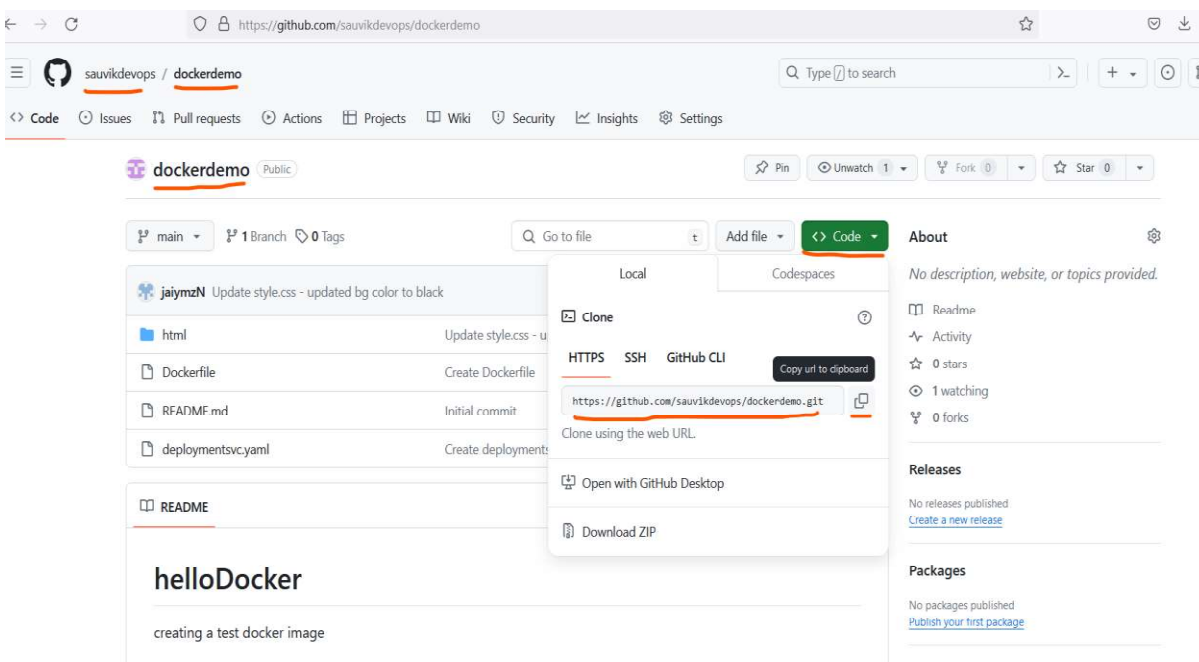 https://github.com/sauvikdevops/dockerdemo
sauvikdevops / dockerdemo
Type / to search
Code Issues Pull requests Actions Projects Wiki Security Insights Settings
dockerdemo Public
Pin Unwatch 1 Fork 0 Star 0
main 1 Branch 0 Tags Go to file t Add file Code
jaiymzN Update style.css - updated bg color to black
html Update style.css - u
Dockerfile Create Dockerfile
README.md Initial commit
deploymentsvc.yaml Create deployments
Local Codespaces
Clone
HTTPS SSH GitHub CLI
Copy url to clipboard
https://github.com/sauvikdevops/dockerdemo.git
Clone using the web URL.
Open with GitHub Desktop
Download ZIP
README
helloDocker
creating a test docker image
About
No description, website, or topics provided.
Readme
Activity
0 stars
1 watching
0 forks
Releases
No releases published
Create a new release
Packages
No packages published
Publish your first package